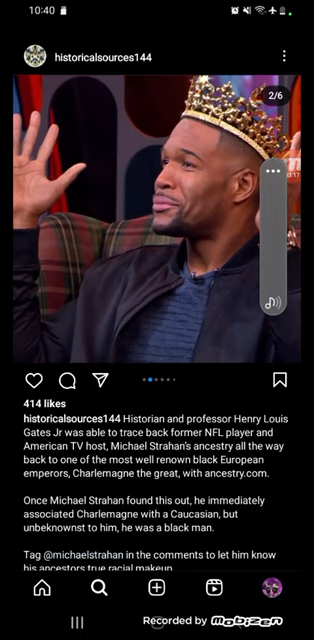 10:40
historicalsources144
2/6
414 likes
historicalsources144 Historian and professor Henry Louis
Gates Jr was able to trace back former NFL player and
American TV host, Michael Strahan's ancestry all the way
back to one of the most well renown black European
emperors, Charlemagne the great, with ancestry.com.
Once Michael Strahan found this out, he immediately
associated Charlemagne with a Caucasian, but
unbeknownst to him, he was a black man.
Tag @michaelstrahan in the comments to let him know
his ancestors true racial makeup
Recorded by Mobizen